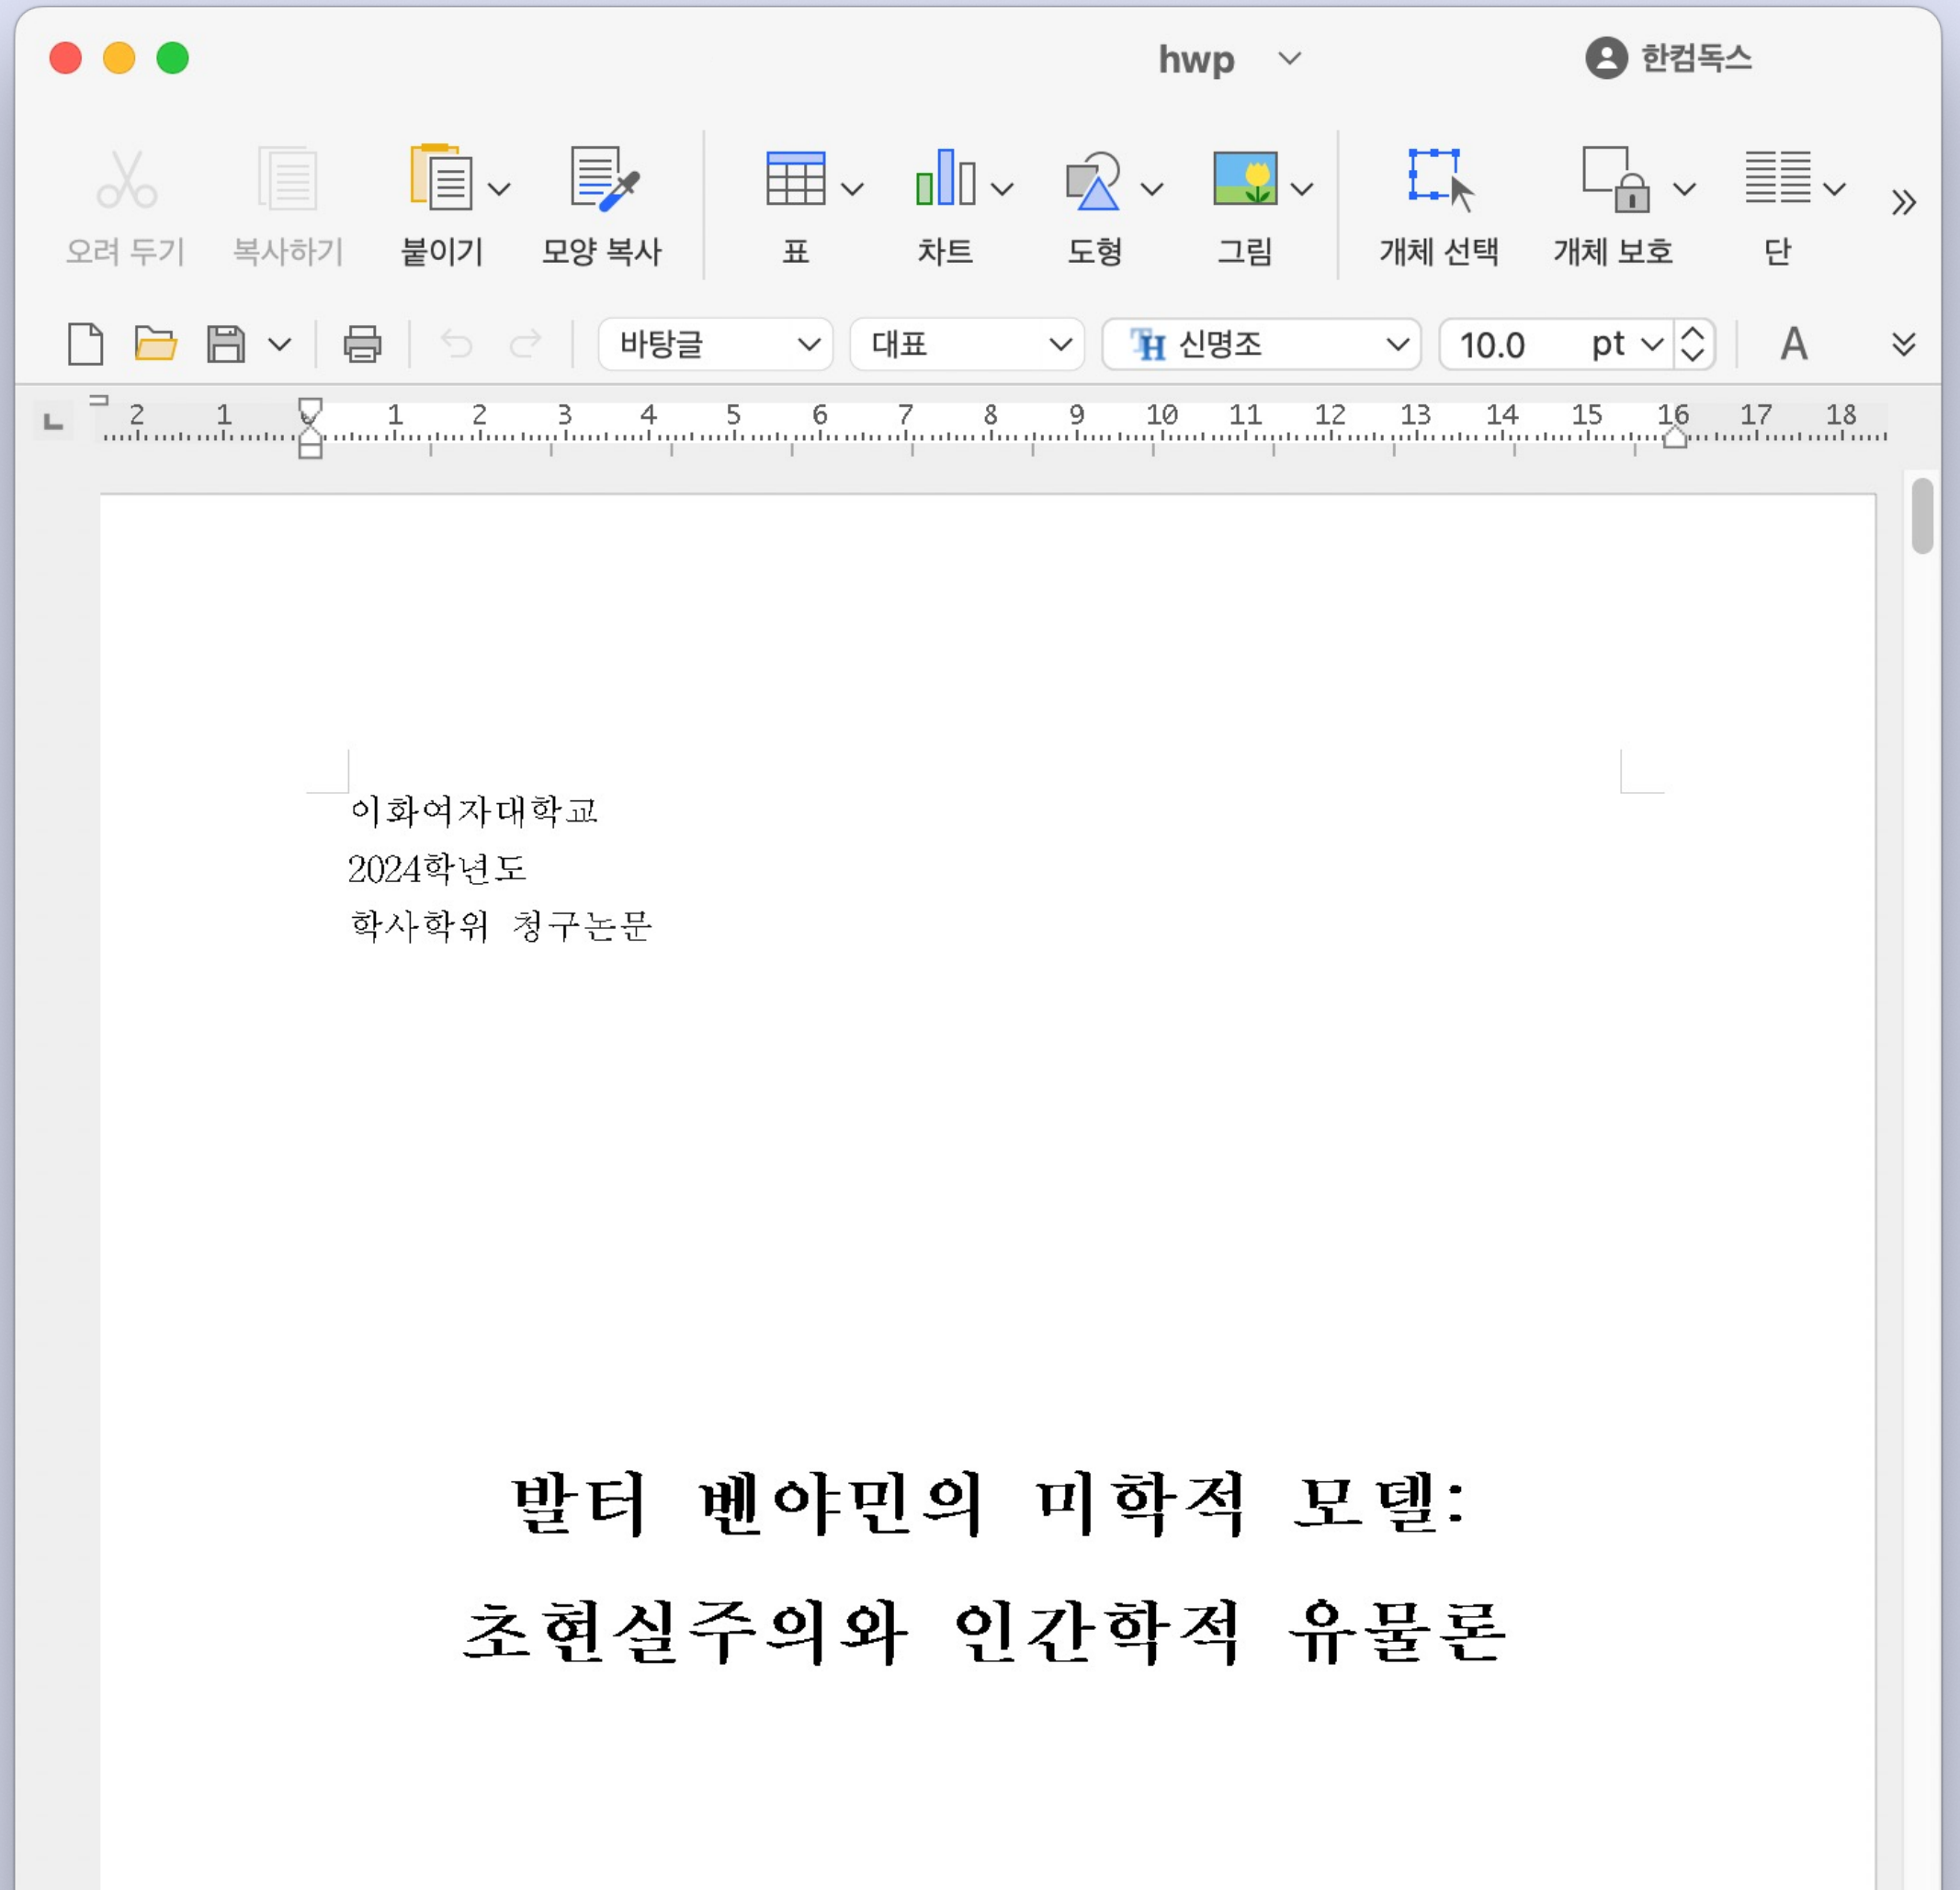 hwp
한컴독스
오려 두기 복사하기 붙이기 모양 복사 표 차트 도형 그림 개체 선택 개체 보호 단
바탕글 대표 신명조 10.0 pt A
2 1 0 1 2 3 4 5 6 7 8 9 10 11 12 13 14 15 16 17 18
이화여자대학교
2024학년도
학사학위 청구논문
발터 벤야민의 미학적 모델:
초현실주의와 인간학적 유물론